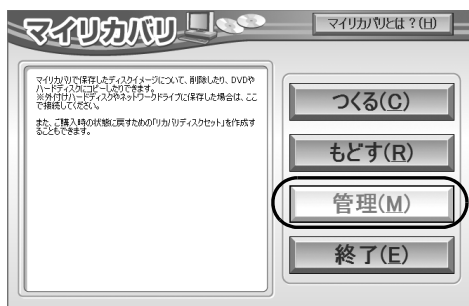 マイリカバリ
マイリカバリとは？(H)
マイリカバリで保存したディスクイメージについて、削除したり、DVDや
ハードディスクにコピーしたりできます。
※外付けハードディスクやネットワークドライブに保存した場合は、ここ
で接続してください。
また、ご購入時の状態に戻すための「リカバリディスクセット」を作成す
ることもできます。
つくる(C)
もどす(R)
管理(M)
終了(E)